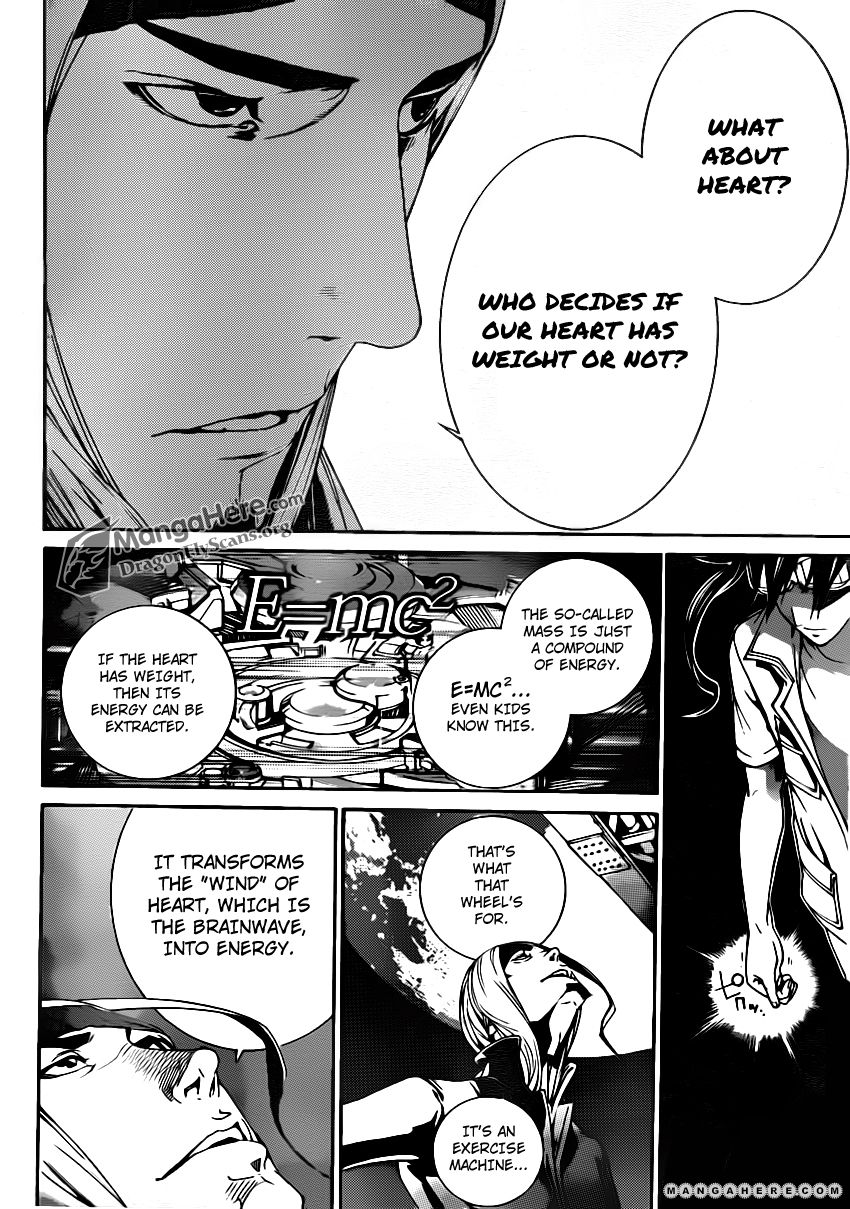 WHAT
ABOUT
HEART?
WHO DECIDES IF
OUR HEART HAS
WEIGHT OR NOT?
MangaHere.com
DragonFlyScans.org
E=mc²
THE SO-CALLED
MASS IS JUST
A COMPOUND
OF ENERGY.
E=MC²...
EVEN KIDS
KNOW THIS.
IF THE HEART
HAS WEIGHT,
THEN ITS
ENERGY CAN BE
EXTRACTED.
THAT'S
WHAT
THAT
WHEEL'S
FOR.
IT'S AN
EXERCISE
MACHINE...
IT TRANSFORMS
THE "WIND" OF
HEART, WHICH IS
THE BRAINWAVE,
INTO ENERGY.
MANGAHERE.COM